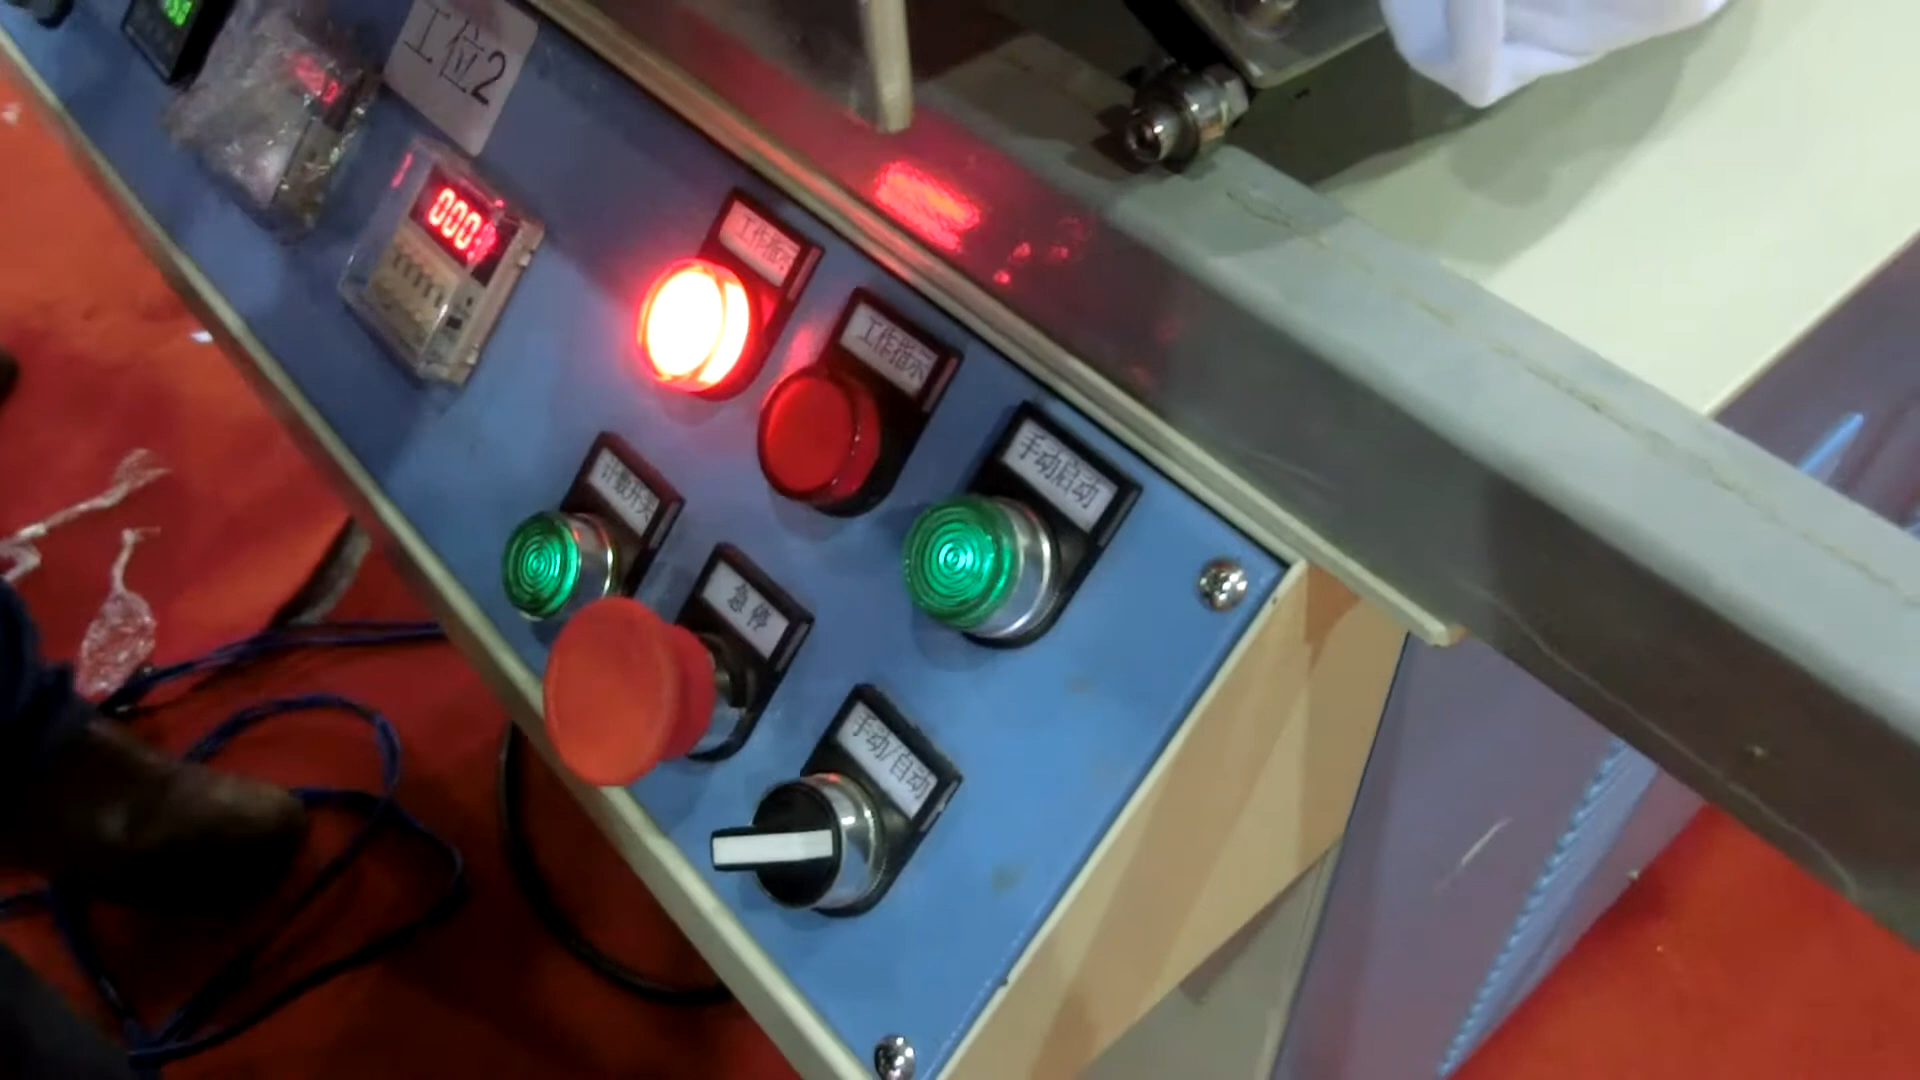 工位2
工作指示
工作指示
手动启动
计数开关
急停
手动/自动